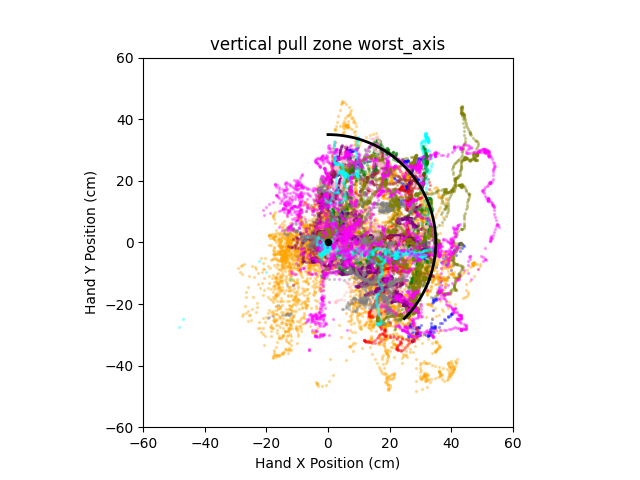 vertical pull zone worst_axis
60
40
20
0
−20
−40
−60
Hand Y Position (cm)
−60 −40 −20 0 20 40 60
Hand X Position (cm)